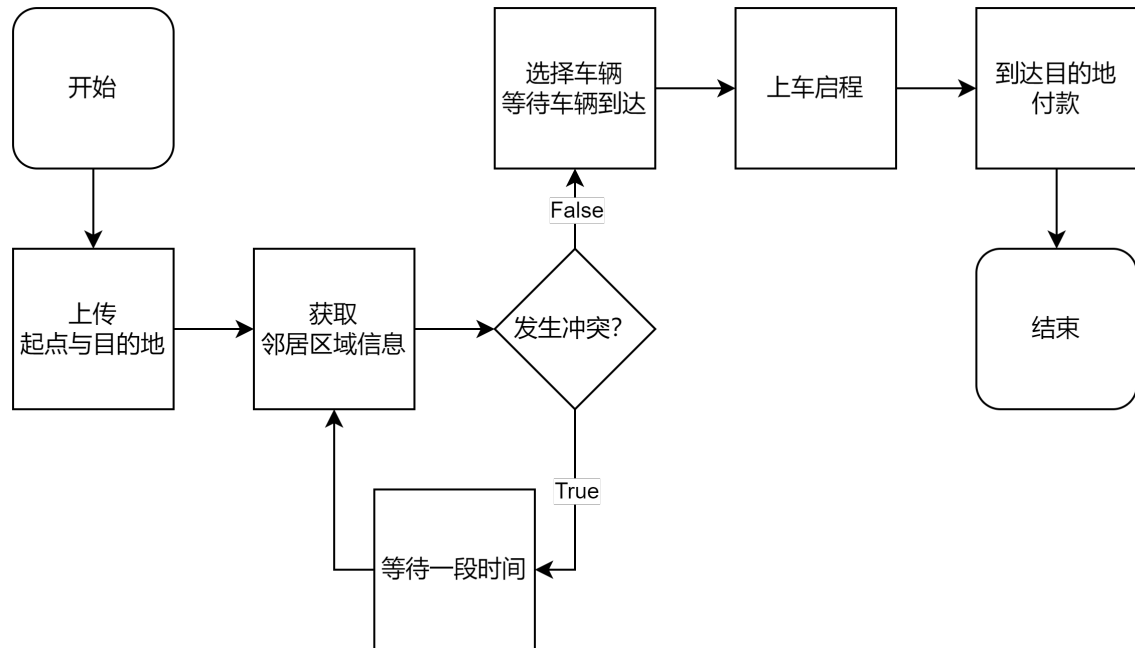 开始
上传
起点与目的地
获取
邻居区域信息
发生冲突?
False
选择车辆
等待车辆到达
上车启程
到达目的地
付款
结束
True
等待一段时间